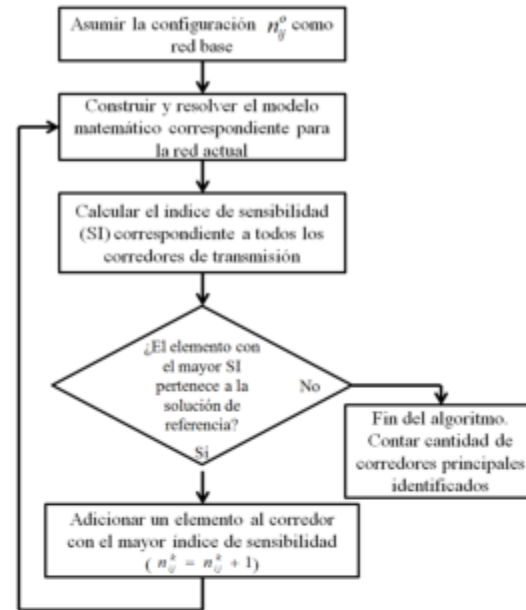 Asumir la configuración n°ij como
red base
Construir y resolver el modelo
matemático correspondiente para
la red actual
Calcular el índice de sensibilidad
(SI) correspondiente a todos los
corredores de transmisión
¿El elemento con
el mayor SI
pertenece a la
solución de
referencia?
No
Si
Fin del algoritmo.
Contar cantidad de
corredores principales
identificados
Adicionar un elemento al corredor
con el mayor índice de sensibilidad
( n^k_ij = n^k_ij + 1)